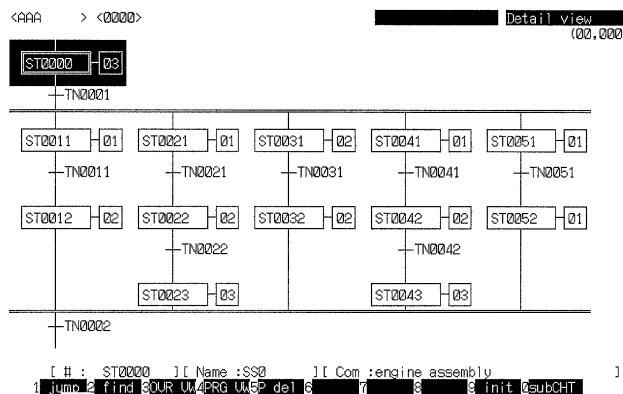 <AAA > <0000> Detail view
(00,000
ST0000 03
TN0001
ST0011 01 ST0021 01 ST0031 02 ST0041 01 ST0051 01
TN0011 TN0021 TN0031 TN0041 TN0051
ST0012 02 ST0022 02 ST0032 02 ST0042 02 ST0052 01
TN0022 TN0042
ST0023 03 ST0043 03
TN0002
[ # : ST0000 ][ Name :SS0 ][ Com :engine assembly ]
1 jump 2 find 3OVR VW4PRG VW5P del 6 7 8 9 init 0subCHT